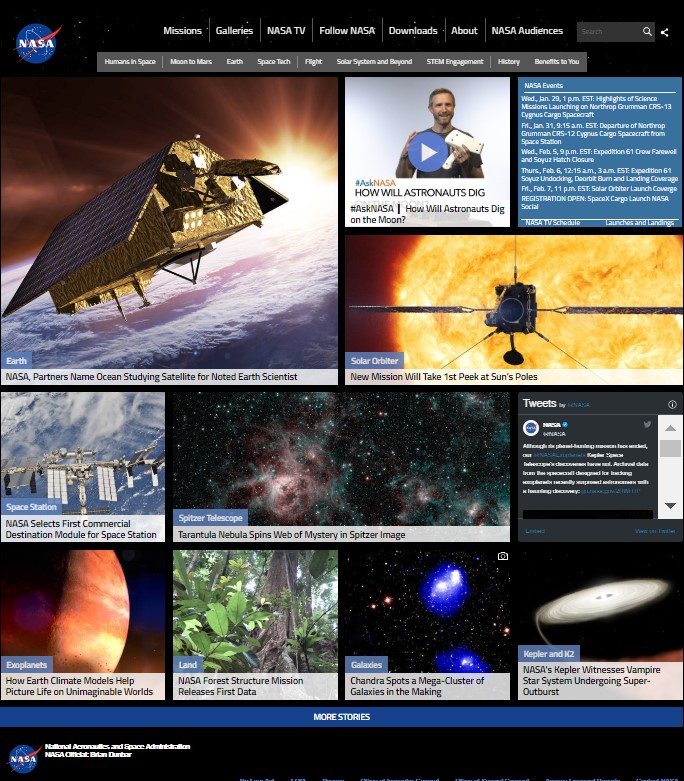 NASA
Missions
Galleries
NASA TV
Follow NASA
Downloads
About
NASA Audiences
Search
Humans in Space
Moon to Mars
Earth
Space Tech
Flight
Solar System and Beyond
STEM Engagement
History
Benefits to You
Earth
NASA, Partners Name Ocean Studying Satellite for Noted Earth Scientist
#AskNASA
HOW WILL ASTRONAUTS DIG
#AskNASA ┃ How Will Astronauts Dig
on the Moon?
NASA Events
Wed., Jan. 29, 1 p.m. EST: Highlights of Science
Missions Launching on Northrop Grumman CRS-13
Cygnus Cargo Spacecraft
Fri., Jan. 31, 9:15 a.m. EST: Departure of Northrop
Grumman CRS-12 Cygnus Cargo Spacecraft from
Space Station
Wed., Feb. 5, 9 p.m. EST: Expedition 61 Crew Farewell
and Soyuz Hatch Closure
Thurs., Feb. 6, 12:15 a.m., 3 a.m. EST: Expedition 61
Soyuz Undocking, Deorbit Burn and Landing Coverage
Fri., Feb. 7, 11 p.m. EST: Solar Orbiter Launch Coverge
REGISTRATION OPEN: SpaceX Cargo Launch NASA
Social
NASA TV Schedule
Launches and Landings
Solar Orbiter
New Mission Will Take 1st Peek at Sun's Poles
Space Station
NASA Selects First Commercial
Destination Module for Space Station
Spitzer Telescope
Tarantula Nebula Spins Web of Mystery in Spitzer Image
Tweets by @NASA
NASA
@NASA
Although its planet-hunting mission has ended,
our @NASAExoplanets Kepler Space
Telescope's discoveries have not. Archival data
from the spacecraft designed for hacking
exoplanets recently surprised astronomers with
a haunting discovery:
Embed
View on Twitter
Exoplanets
How Earth Climate Models Help
Picture Life on Unimaginable Worlds
Land
NASA Forest Structure Mission
Releases First Data
Galaxies
Chandra Spots a Mega-Cluster of
Galaxies in the Making
Kepler and K2
NASA's Kepler Witnesses Vampire
Star System Undergoing Super-
Outburst
MORE STORIES
NASA
National Aeronautics and Space Administration
NASA Official: Brian Dunbar